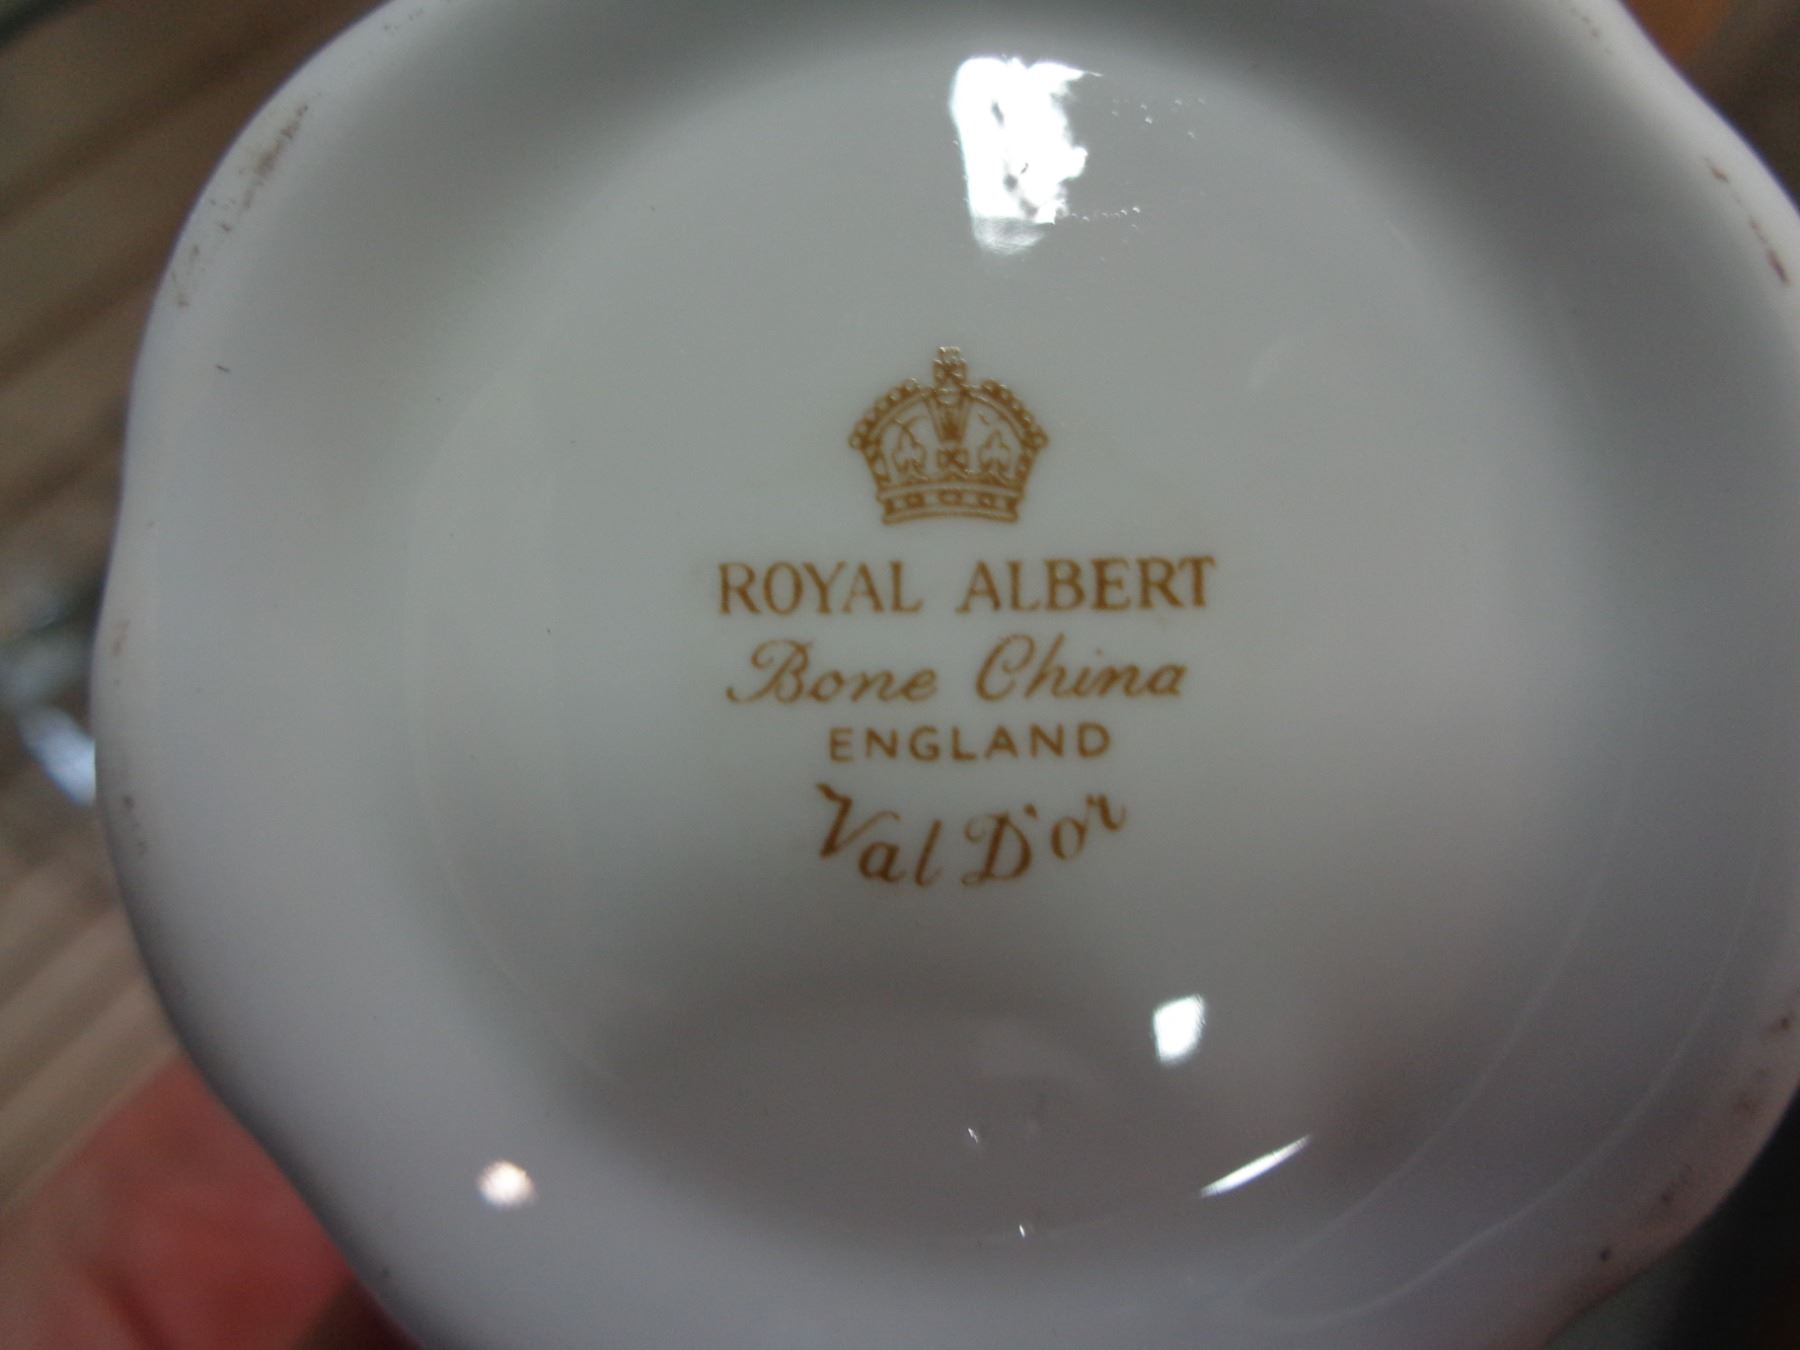 ROYAL ALBERT
Bone China
ENGLAND
Val D'or